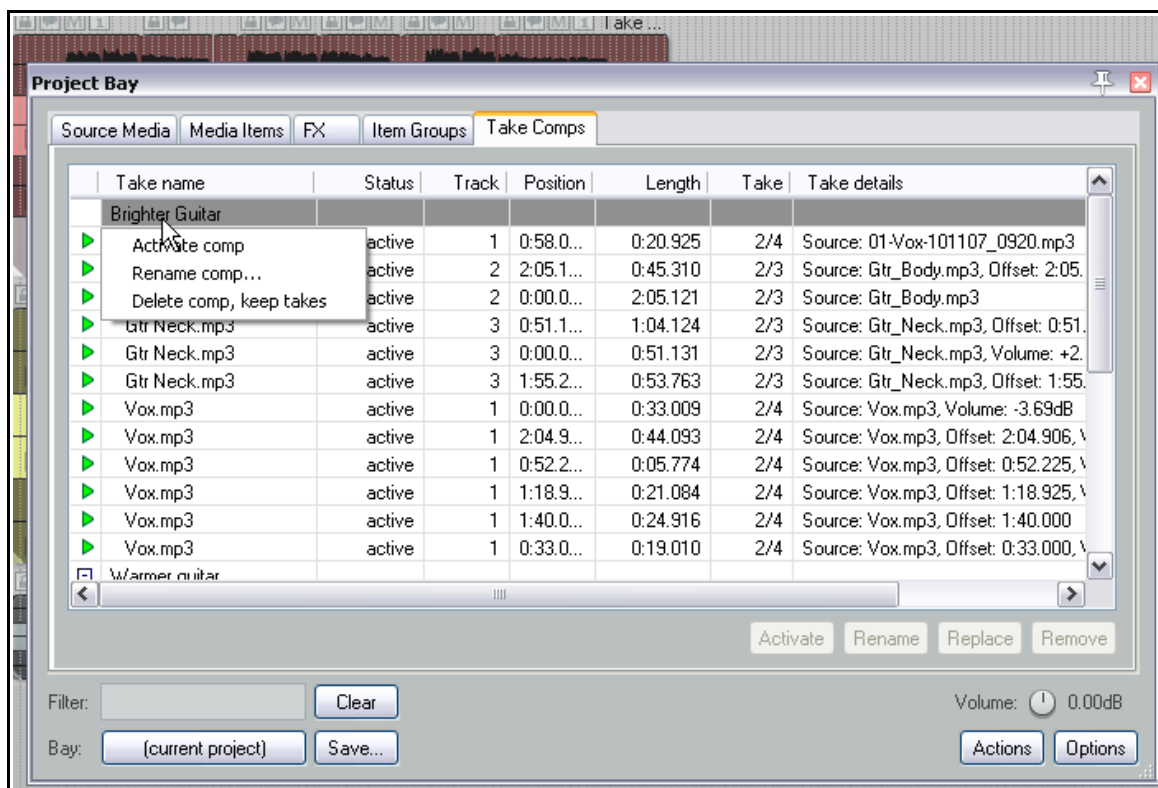 M 1 M M M 1 Take ...
Project Bay
Source Media Media Items FX Item Groups Take Comps
Take name Status Track Position Length Take Take details
Brighter Guitar
Activate comp
Rename comp...
Delete comp, keep takes
active 1 0:58.0... 0:20.925 2/4 Source: 01-Vox-101107_0920.mp3
active 2 2:05.1... 0:45.310 2/3 Source: Gtr_Body.mp3, Offset: 2:05.
active 2 0:00.0... 2:05.121 2/3 Source: Gtr_Body.mp3
Gtr Neck.mp3 active 3 0:51.1... 1:04.124 2/3 Source: Gtr_Neck.mp3, Offset: 0:51.
Gtr Neck.mp3 active 3 0:00.0... 0:51.131 2/3 Source: Gtr_Neck.mp3, Volume: +2.
Gtr Neck.mp3 active 3 1:55.2... 0:53.763 2/3 Source: Gtr_Neck.mp3, Offset: 1:55.
Vox.mp3 active 1 0:00.0... 0:33.009 2/4 Source: Vox.mp3, Volume: -3.69dB
Vox.mp3 active 1 2:04.9... 0:44.093 2/4 Source: Vox.mp3, Offset: 2:04.906,
Vox.mp3 active 1 0:52.2... 0:05.774 2/4 Source: Vox.mp3, Offset: 0:52.225,
Vox.mp3 active 1 1:18.9... 0:21.084 2/4 Source: Vox.mp3, Offset: 1:18.925,
Vox.mp3 active 1 1:40.0... 0:24.916 2/4 Source: Vox.mp3, Offset: 1:40.000
Vox.mp3 active 1 0:33.0... 0:19.010 2/4 Source: Vox.mp3, Offset: 0:33.000,
Warmer guitar
Activate Rename Replace Remove
Filter: Clear Volume: 0.00dB
Bay: (current project) Save... Actions Options